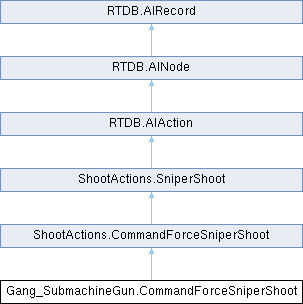 RTDB.AIRecord
RTDB.AINode
RTDB.AIAction
ShootActions.SniperShoot
ShootActions.CommandForceSniperShoot
Gang_SubmachineGun.CommandForceSniperShoot